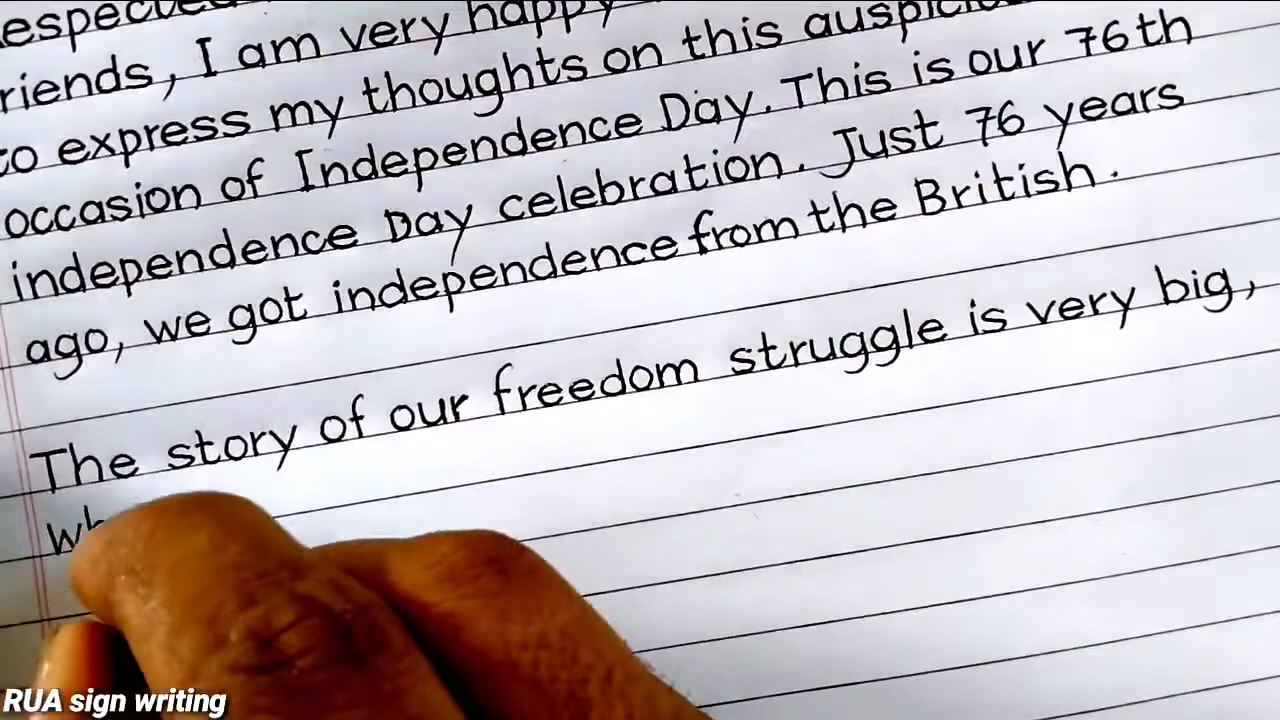 riends, I am very happy
to express my thoughts on this
occasion of Independence Day. This is our 76th
independence Day celebration. Just 76 years
ago, we got independence from the British.
The story of our freedom struggle is very big,
RUA sign writing